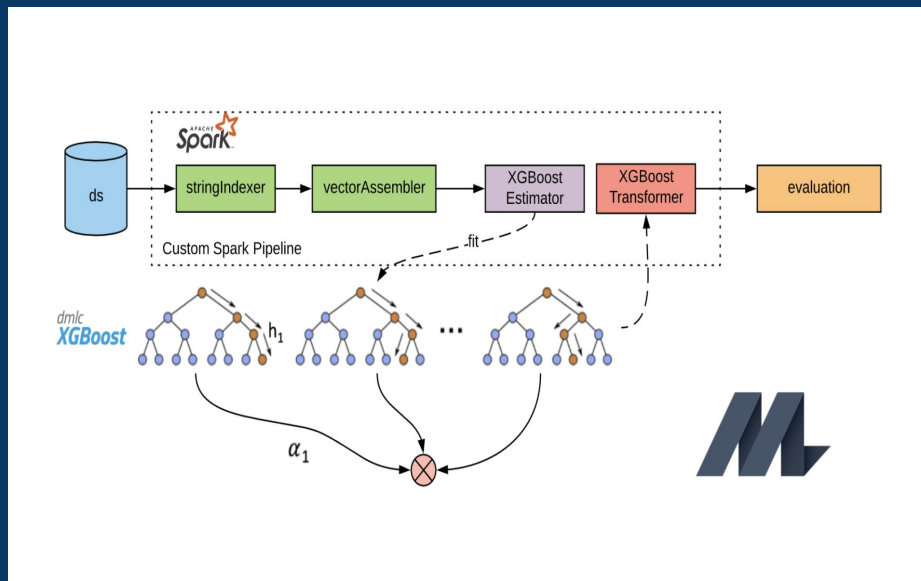 APACHE
Spark
ds
stringIndexer
vectorAssembler
XGBoost
Estimator
XGBoost
Transformer
evaluation
Custom Spark Pipeline
fit
dmlc
XGBoost
h₁
...
α₁